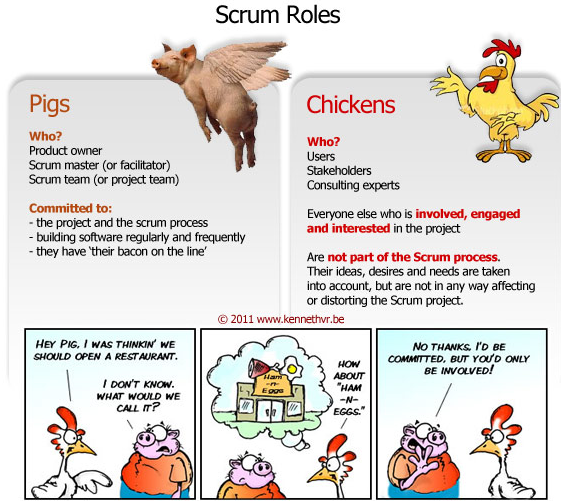 Scrum Roles
Pigs
Who?
Product owner
Scrum master (or facilitator)
Scrum team (or project team)
Committed to:
- the project and the scrum process
- building software regularly and frequently
- they have ‘their bacon on the line’
Chickens
Who?
Users
Stakeholders
Consulting experts
Everyone else who is involved, engaged
and interested in the project
Are not part of the Scrum process.
Their ideas, desires and needs are taken
into account, but are not in any way affecting
or distorting the Scrum project.
© 2011 www.kennethvr.be
HEY PIG, I WAS THINKIN' WE
SHOULD OPEN A RESTAURANT.
I DON'T KNOW.
WHAT WOULD WE
CALL IT?
Ham
-n-
Eggs
HOW
ABOUT
"HAM
-N-
EGGS."
NO THANKS, I'D BE
COMMITTED, BUT YOU'D ONLY
BE INVOLVED!